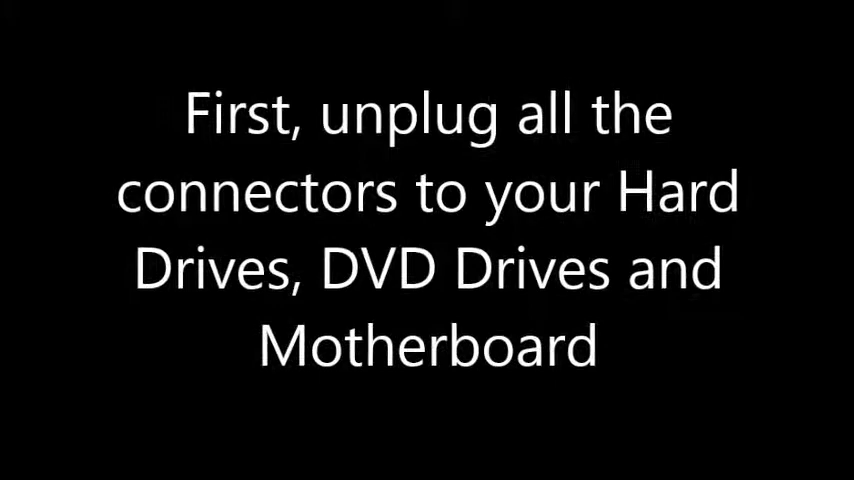 First, unplug all the
connectors to your Hard
Drives, DVD Drives and
Motherboard